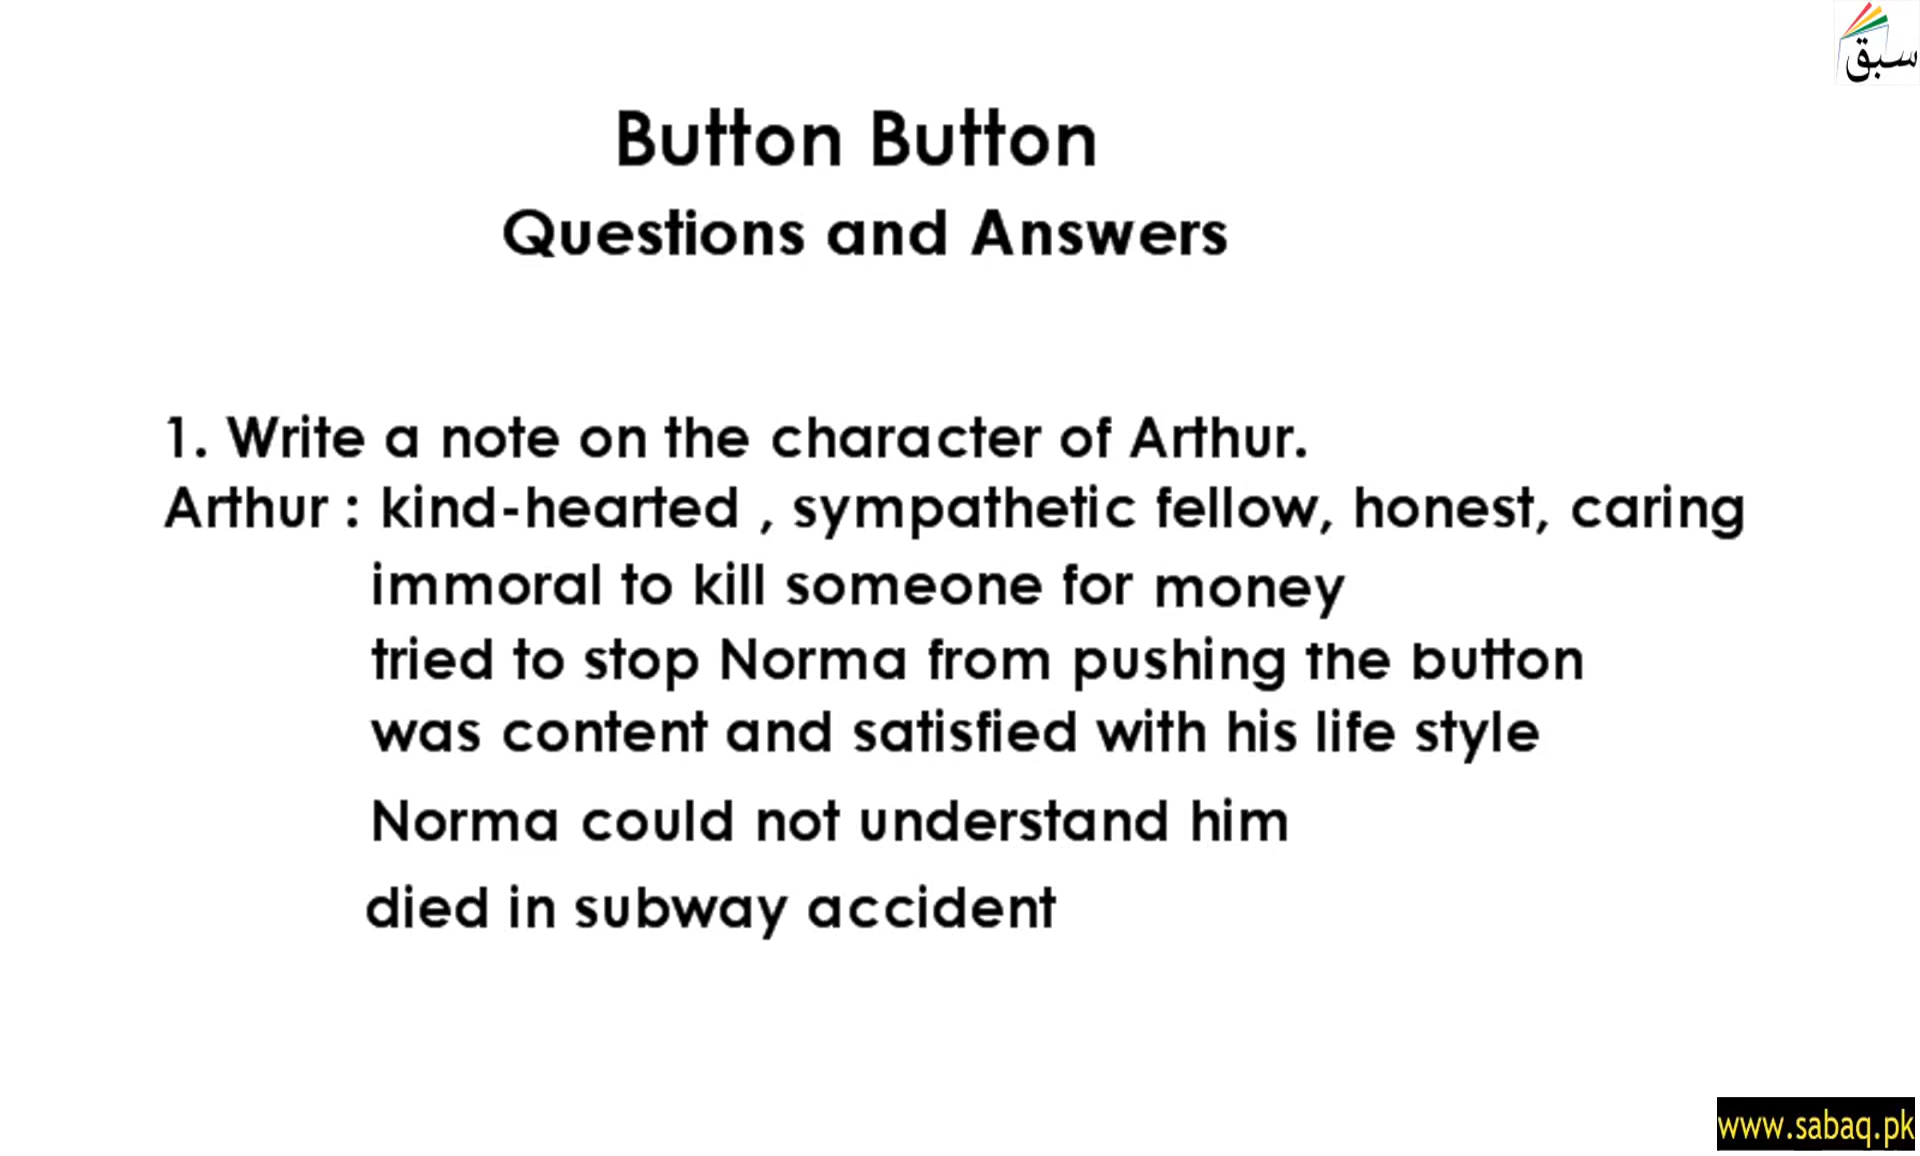 سبق
Button Button
Questions and Answers
1. Write a note on the character of Arthur.
Arthur : kind-hearted , sympathetic fellow, honest, caring
immoral to kill someone for money
tried to stop Norma from pushing the button
was content and satisfied with his life style
Norma could not understand him
died in subway accident
www.sabaq.pk